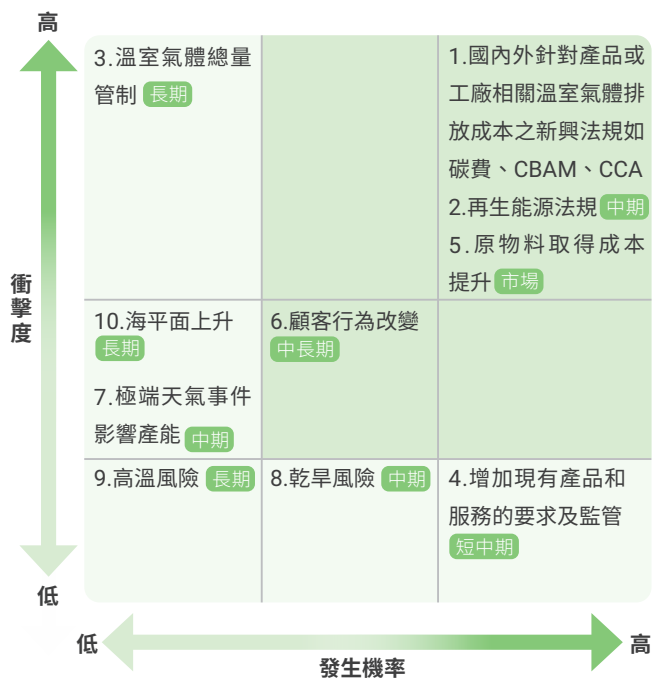 高
衝擊度
低
3.溫室氣體總量
管制 長期
1.國內外針對產品或
工廠相關溫室氣體排
放成本之新興法規如
碳費、CBAM、CCA
2.再生能源法規 中期
5.原物料取得成本
提升 市場
10.海平面上升
長期
7.極端天氣事件
影響產能 中期
6.顧客行為改變
中長期
9.高溫風險 長期
8.乾旱風險 中期
4.增加現有產品和
服務的要求及監管
短中期
低
發生機率
高